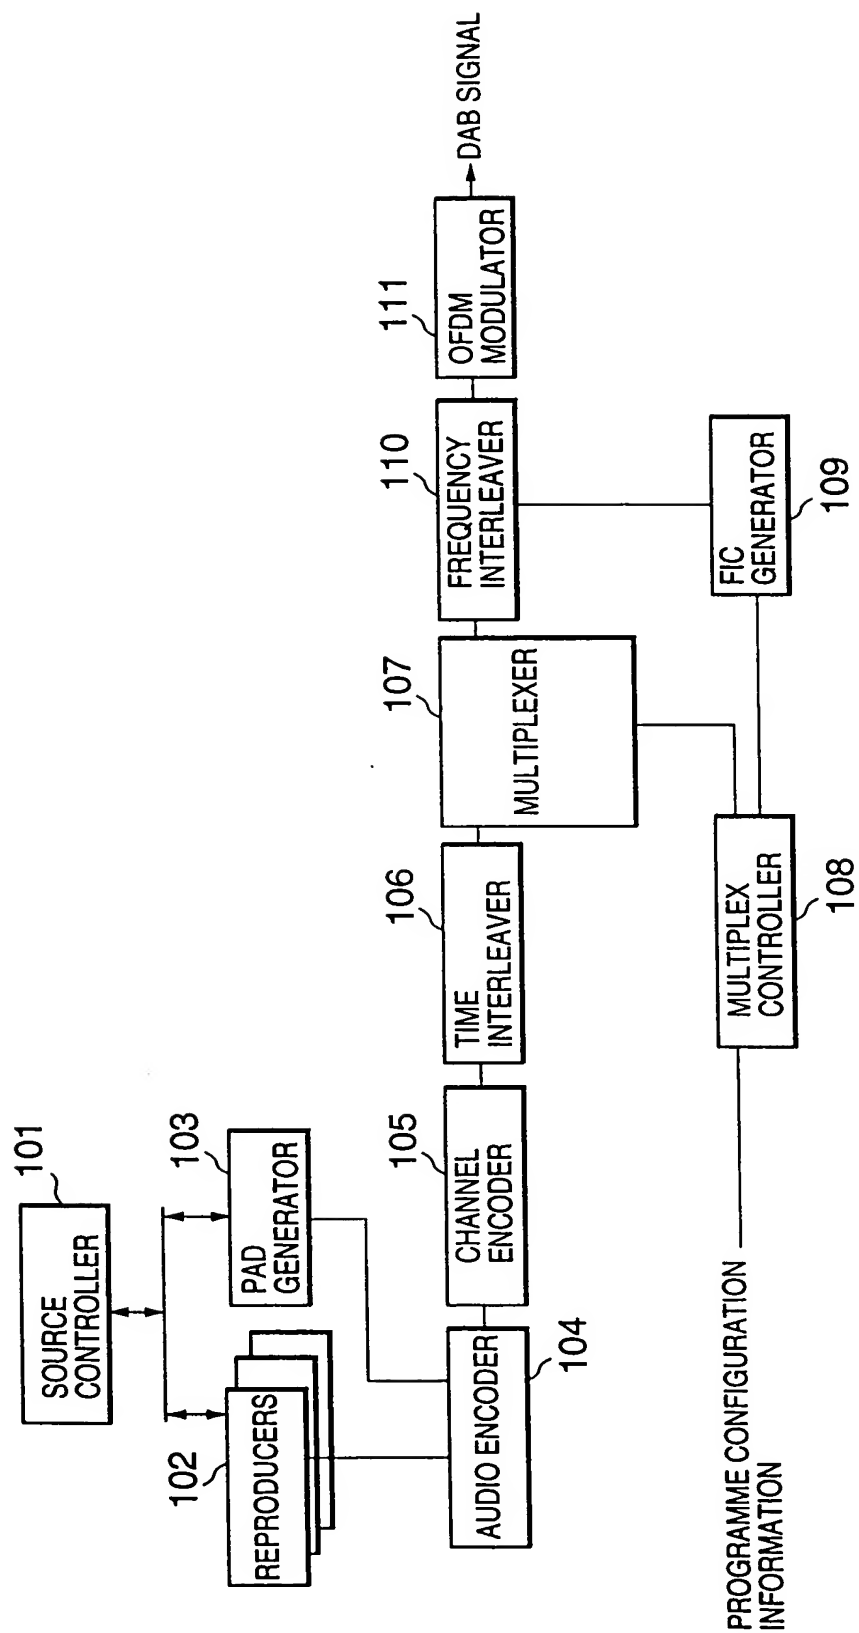 101
SOURCE
CONTROLLER
102
REPRODUCERS
103
PAD
GENERATOR
AUDIO ENCODER
104
105
CHANNEL
ENCODER
106
TIME
INTERLEAVER
107
MULTIPLEXER
110
FREQUENCY
INTERLEAVER
111
OFDM
MODULATOR
DAB SIGNAL
PROGRAMME CONFIGURATION
INFORMATION
MULTIPLEX
CONTROLLER
108
FIC
GENERATOR
109